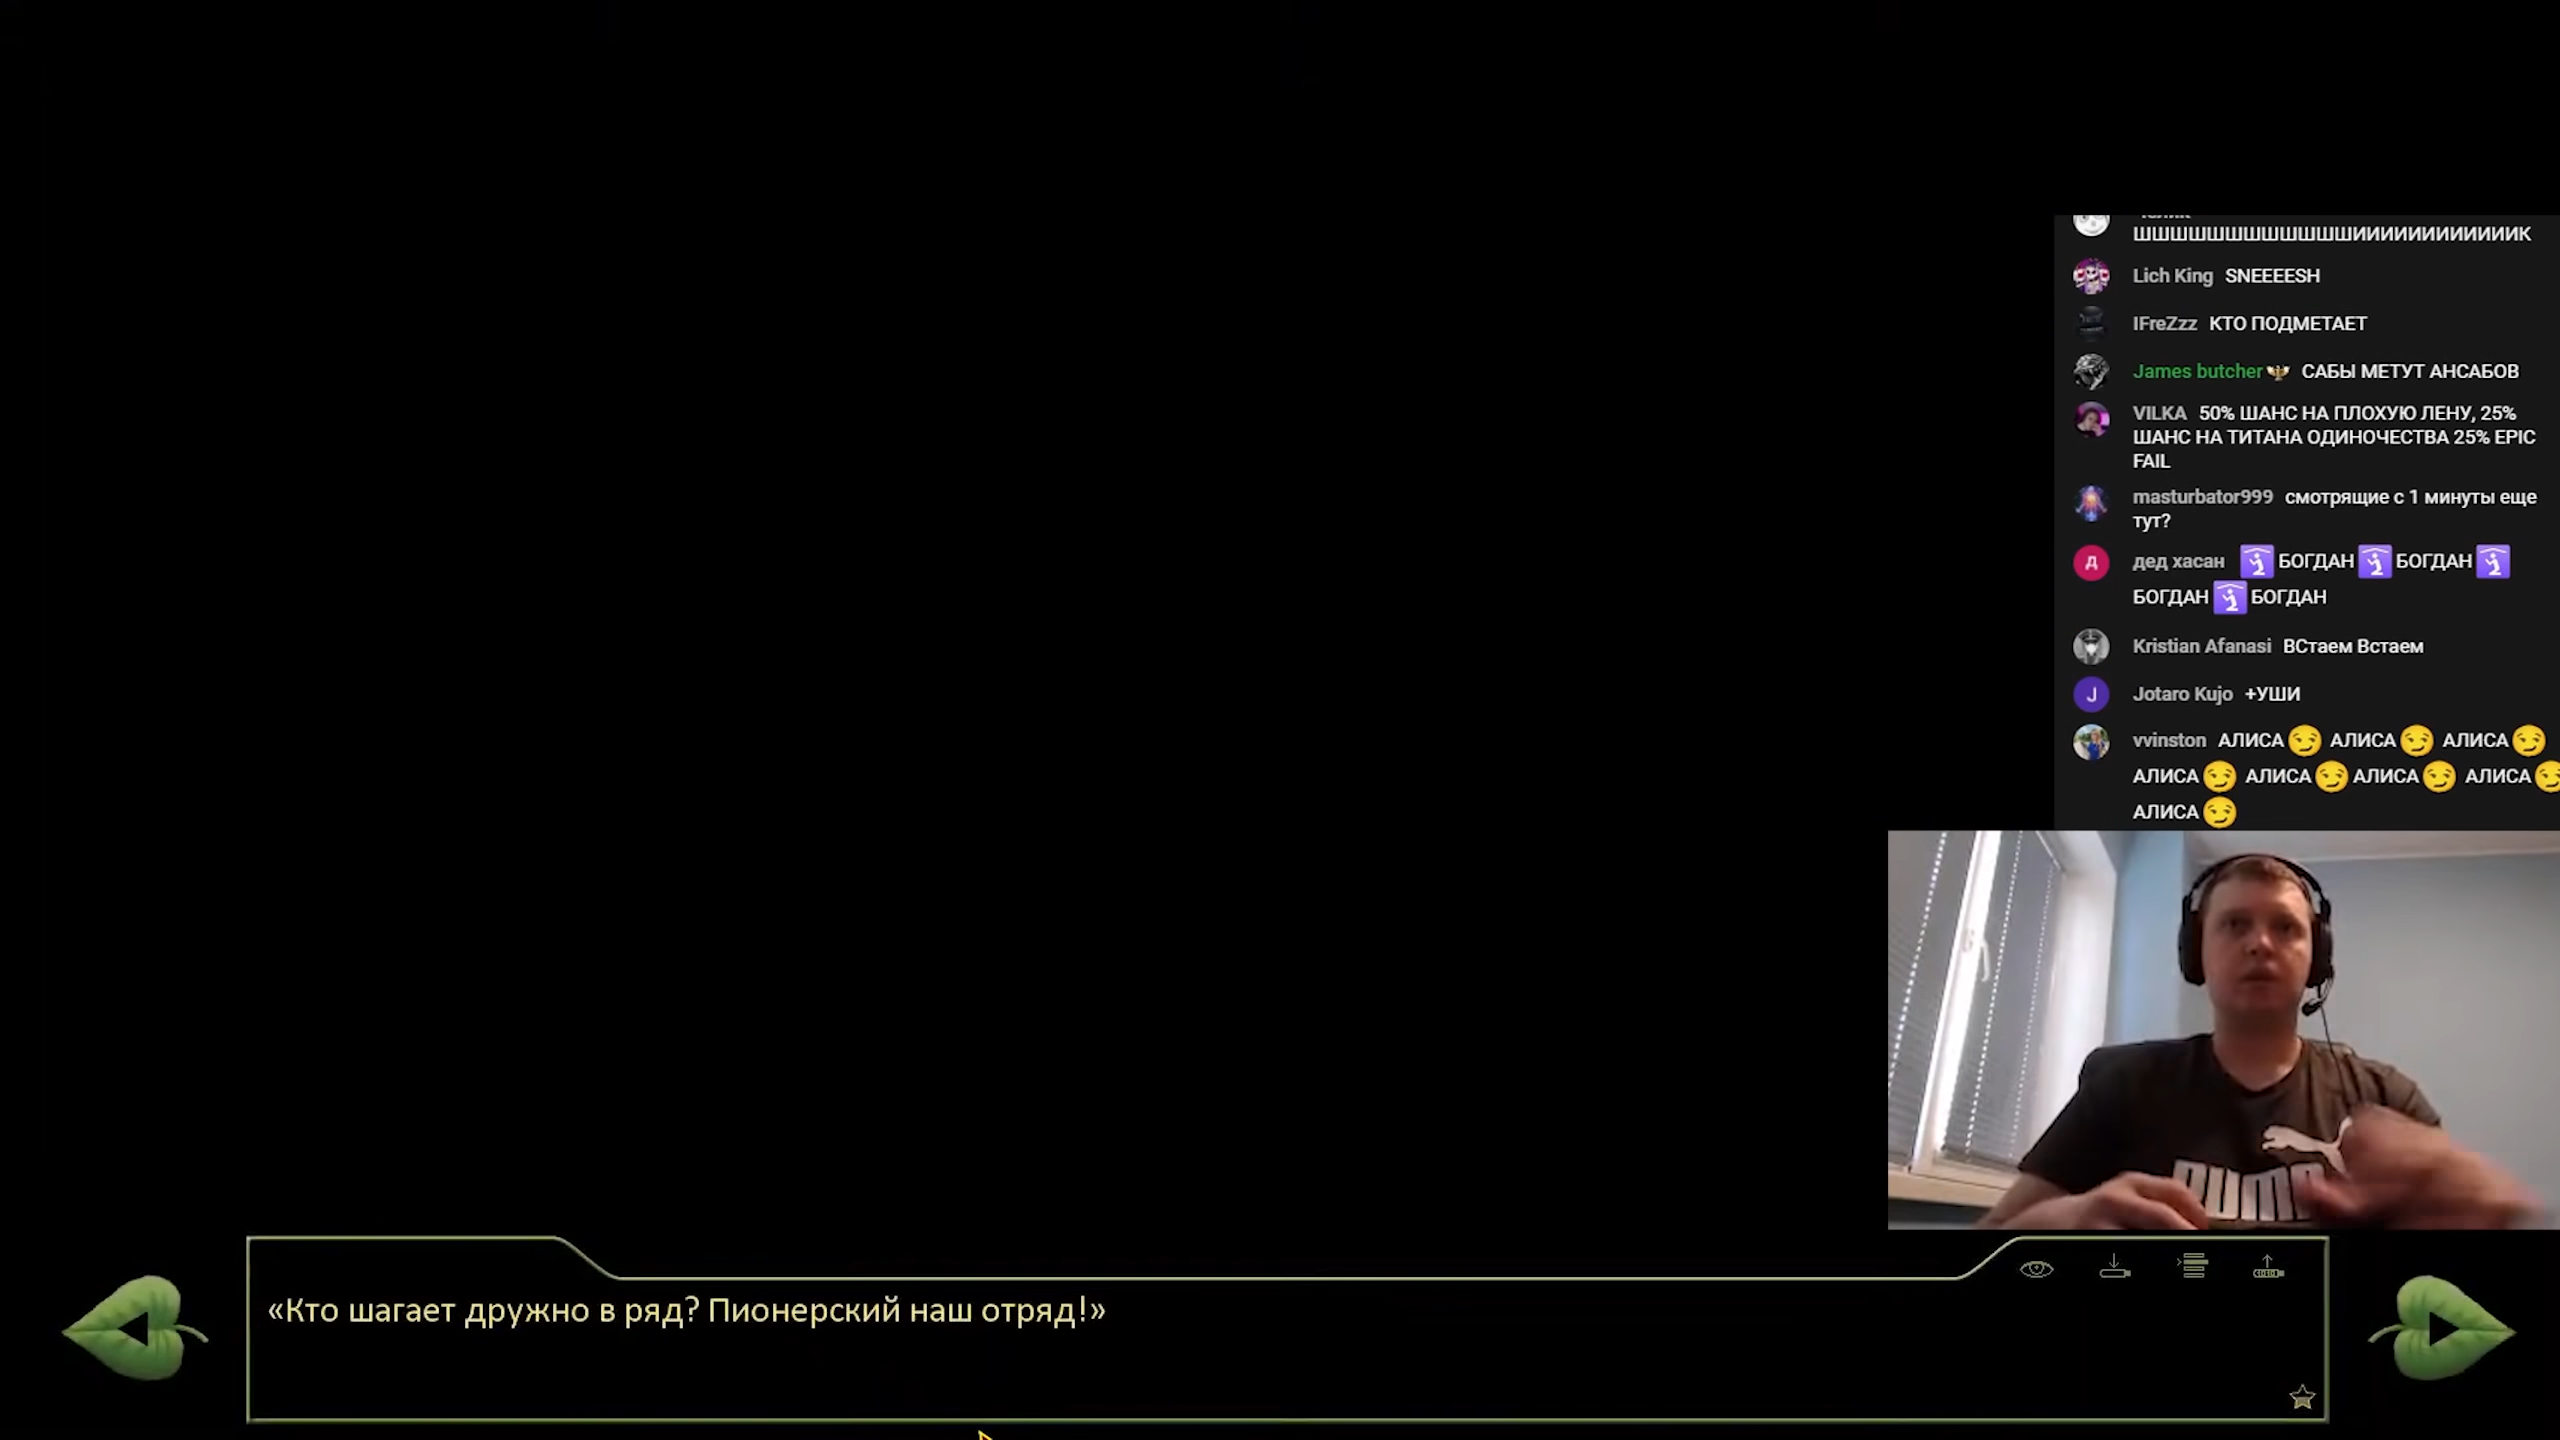 ШШШШШШШШШШШШИИИИИИИИИИИИК
Lich King SNEEEESH
IFreZzz КТО ПОДМЕТАЕТ
James butcher САБЫ МЕТУТ АНСАБОВ
VILKA 50% ШАНС НА ПЛОХУЮ ЛЕНУ, 25%
ШАНС НА ТИТАНА ОДИНОЧЕСТВА 25% EPIC
FAIL
masturbator999 смотрящие с 1 минуты еще
тут?
Д дед хасан 🛐БОГДАН🛐БОГДАН🛐
БОГДАН🛐БОГДАН
Kristian Afanasi ВСтаем Встаем
J Jotaro Kujo +УШИ
vvinston АЛИСА😏 АЛИСА😏 АЛИСА😏
АЛИСА😏 АЛИСА😏 АЛИСА😏 АЛИСА😏
АЛИСА😏
«Кто шагает дружно в ряд? Пионерский наш отряд!»